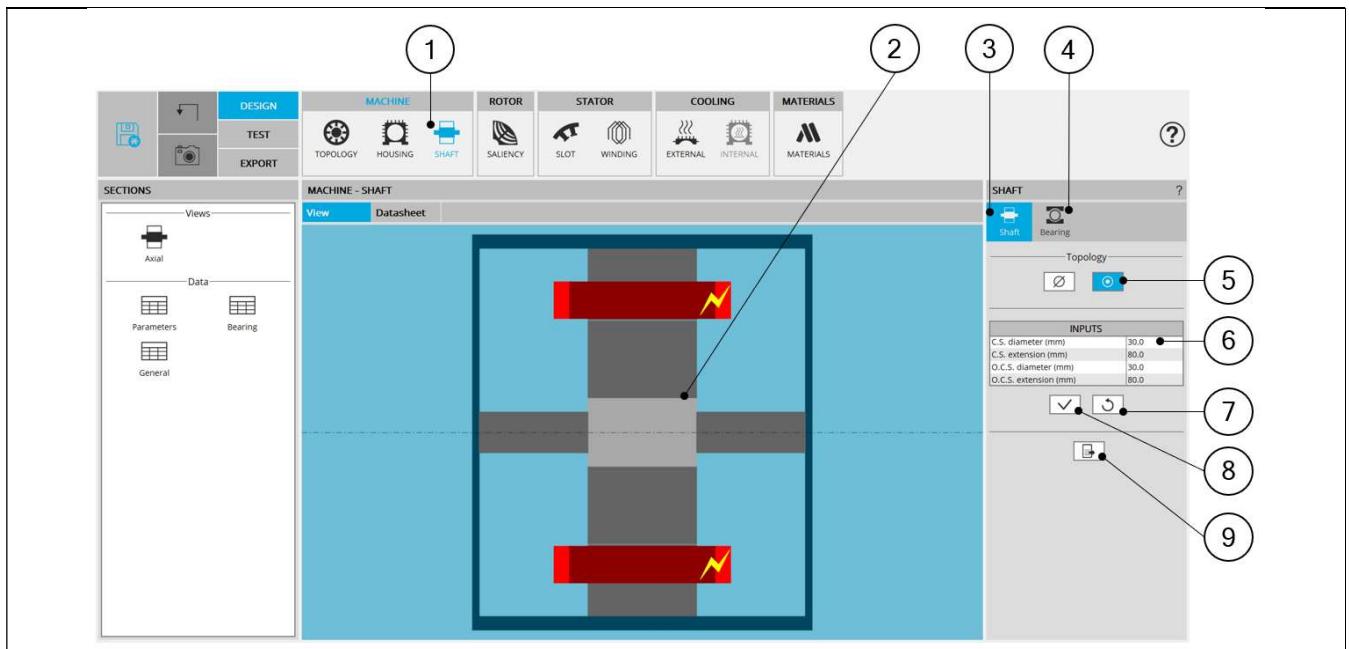 1
2
3
4
DESIGN
TEST
EXPORT
MACHINE
ROTOR
STATOR
COOLING
MATERIALS
TOPOLOGY
HOUSING
SHAFT
SALIENCY
SLOT
WINDING
EXTERNAL
INTERNAL
MATERIALS
?
SECTIONS
MACHINE - SHAFT
SHAFT
?
Views
Axial
Data
Parameters
Bearing
General
View
Datasheet
Shaft
Bearing
Topology
5
INPUTS
C.S. diameter (mm) 30.0
C.S. extension (mm) 80.0
O.C.S. diameter (mm) 30.0
O.C.S. extension (mm) 80.0
6
7
8
9